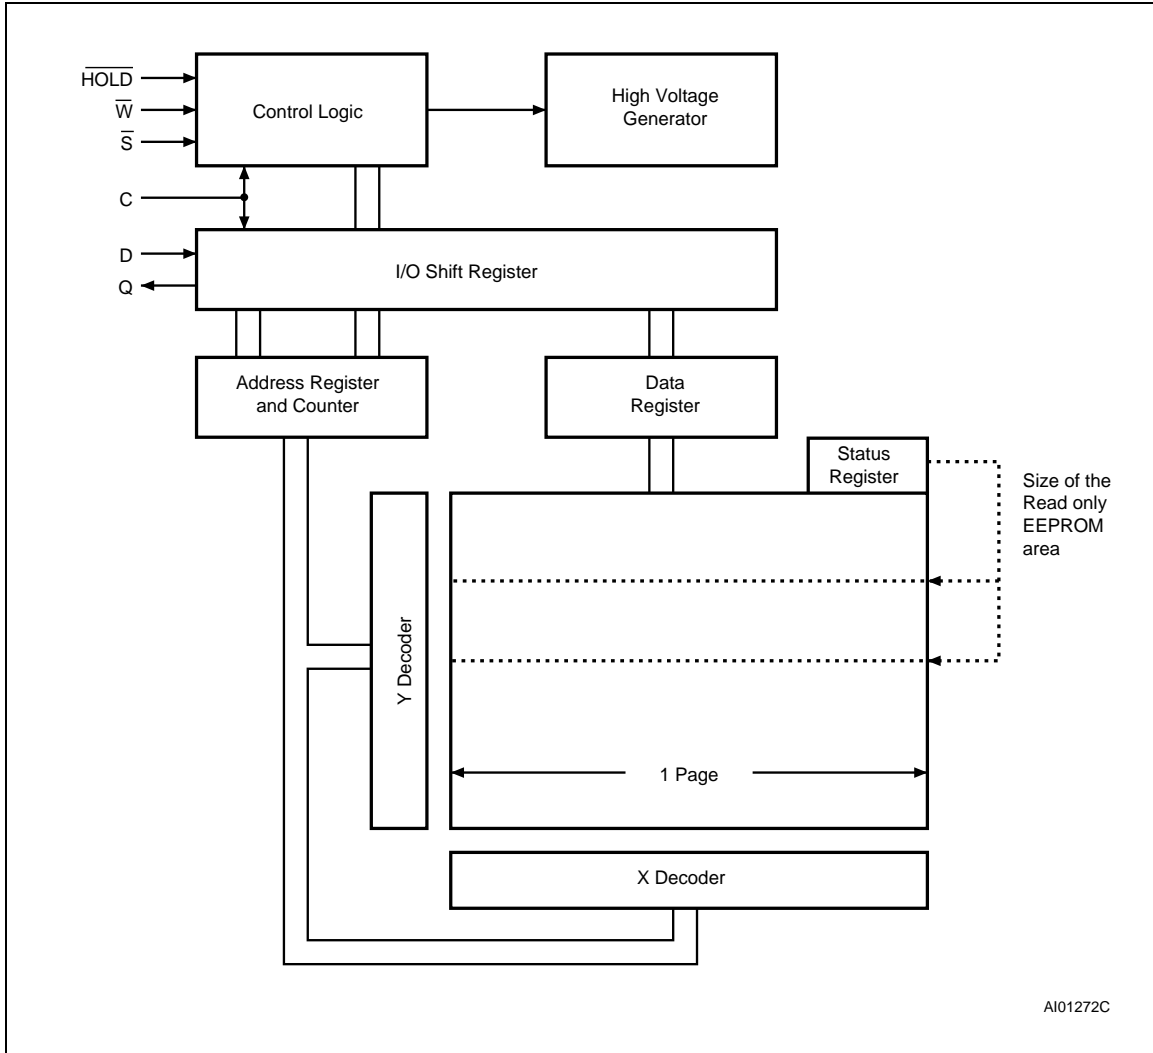 H̅O̅L̅D̅
W̅
S̅
C
D
Q
Control Logic
High Voltage
Generator
I/O Shift Register
Address Register
and Counter
Data
Register
Status
Register
Size of the
Read only
EEPROM
area
Y Decoder
1 Page
X Decoder
AI01272C